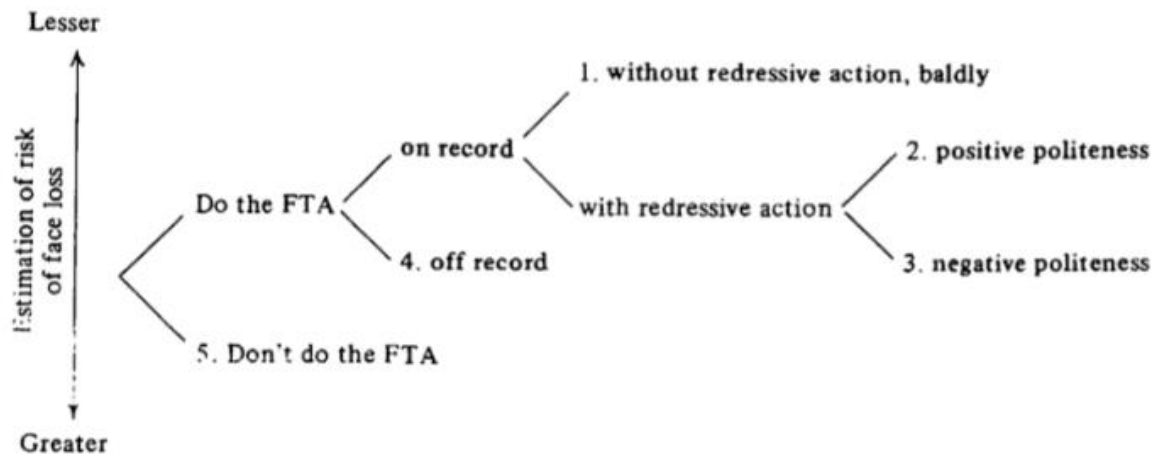 Lesser
1. without redressive action, baldly
on record
2. positive politeness
Do the FTA
with redressive action
4. off record
3. negative politeness
5. Don't do the FTA
Estimation of risk
of face loss
Greater